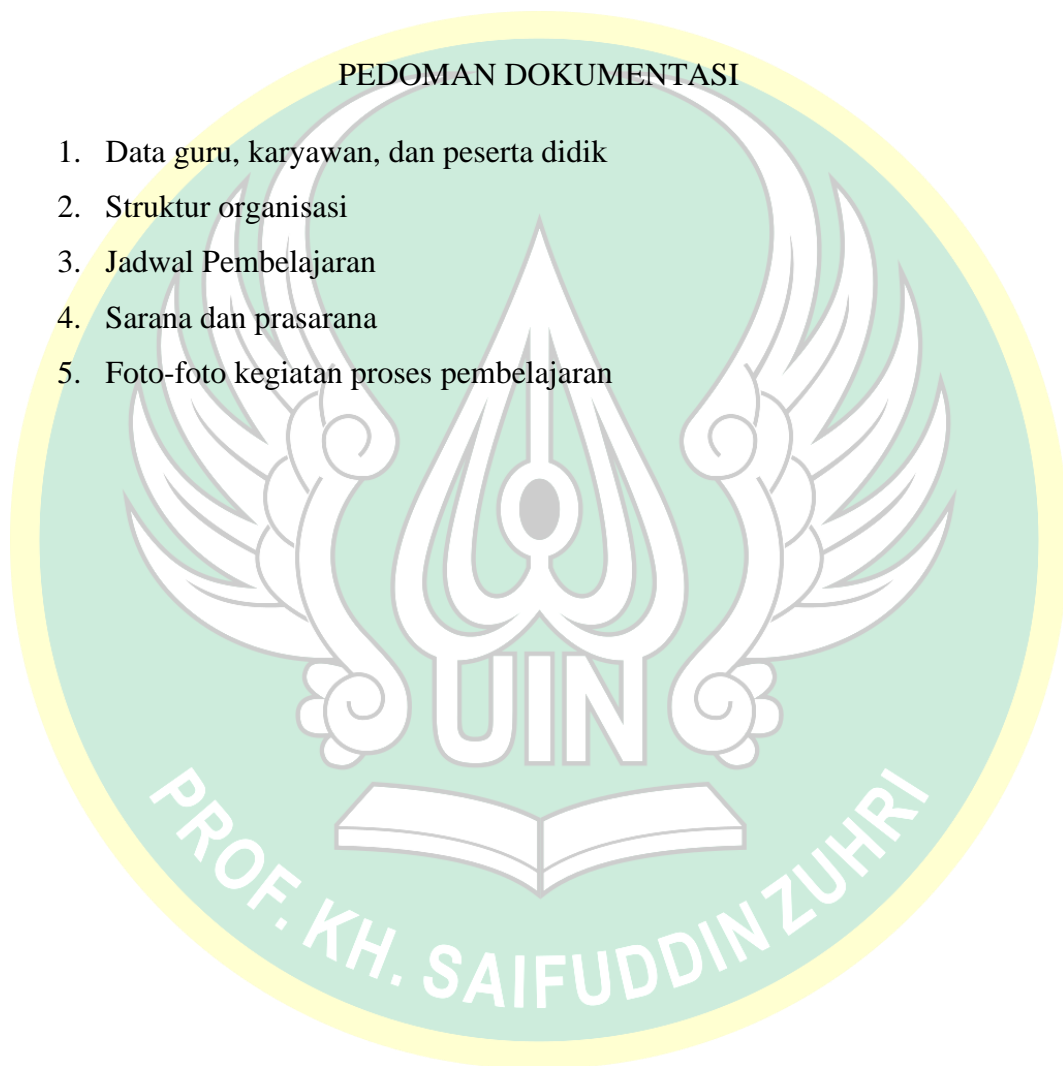 PEDOMAN DOKUMENTASI
1. Data guru, karyawan, dan peserta didik
2. Struktur organisasi
3. Jadwal Pembelajaran
4. Sarana dan prasarana
5. Foto-foto kegiatan proses pembelajaran
UIN
PROF. KH. SAIFUDDIN ZUHRI